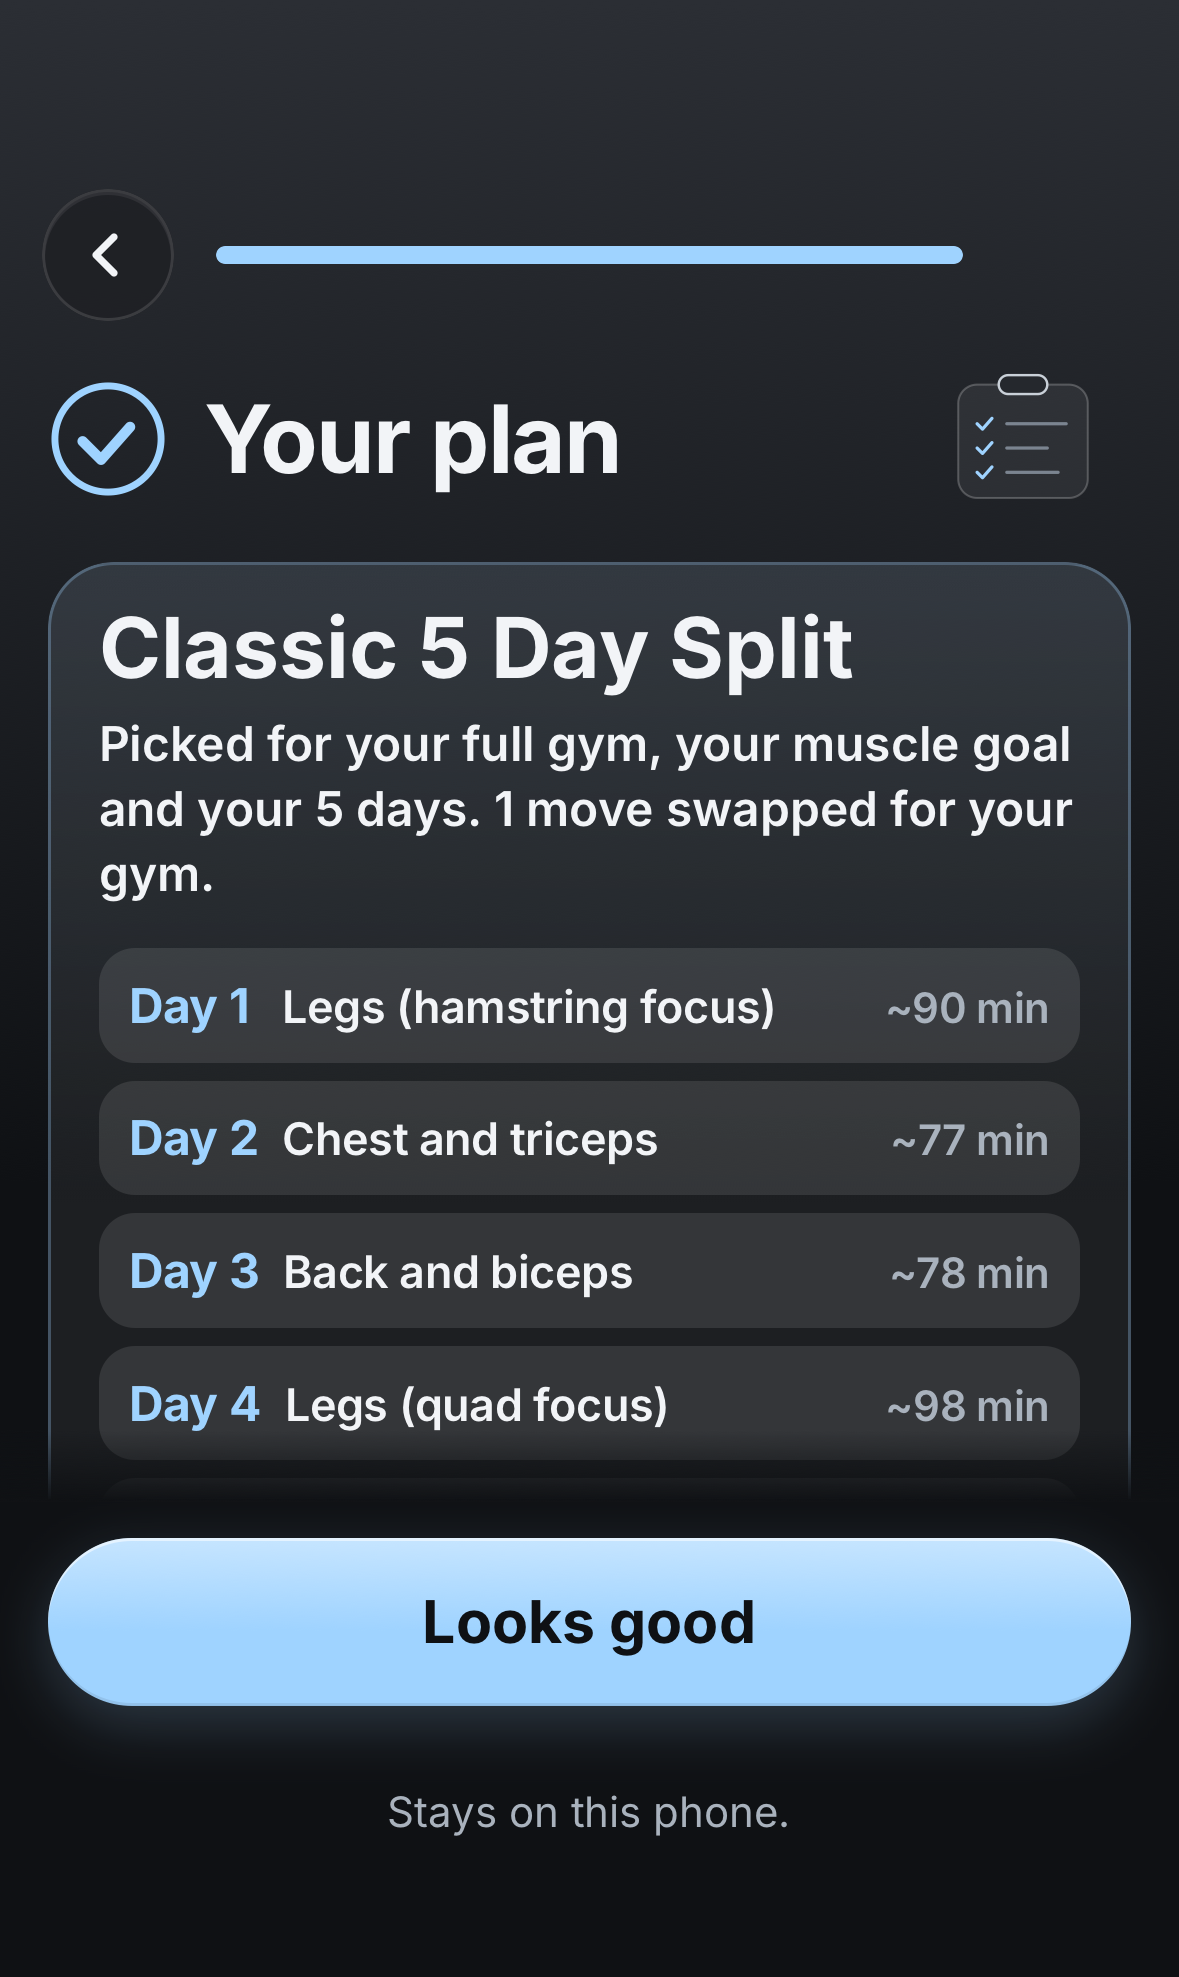 Your plan
Classic 5 Day Split
Picked for your full gym, your muscle goal
and your 5 days. 1 move swapped for your
gym.
Day 1 Legs (hamstring focus) ~90 min
Day 2 Chest and triceps ~77 min
Day 3 Back and biceps ~78 min
Day 4 Legs (quad focus) ~98 min
Looks good
Stays on this phone.